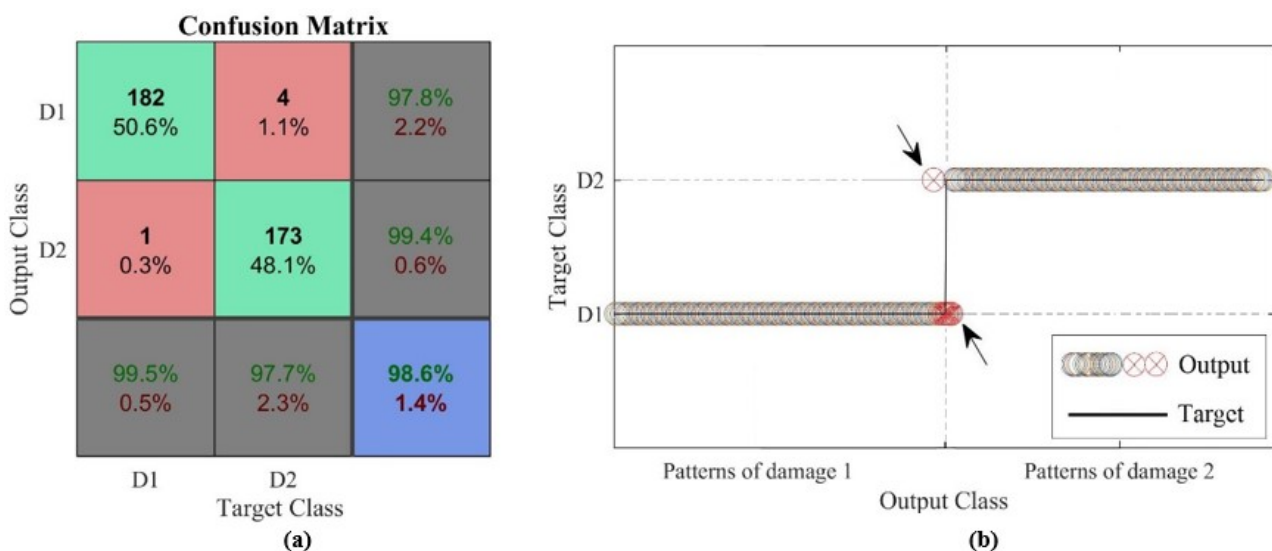 Confusion Matrix
Output Class
D1
182
50.6%
4
1.1%
97.8%
2.2%
D2
1
0.3%
173
48.1%
99.4%
0.6%
99.5%
0.5%
97.7%
2.3%
98.6%
1.4%
D1
D2
Target Class
(a)
Target Class
D2
D1
Output
Target
Patterns of damage 1
Patterns of damage 2
Output Class
(b)